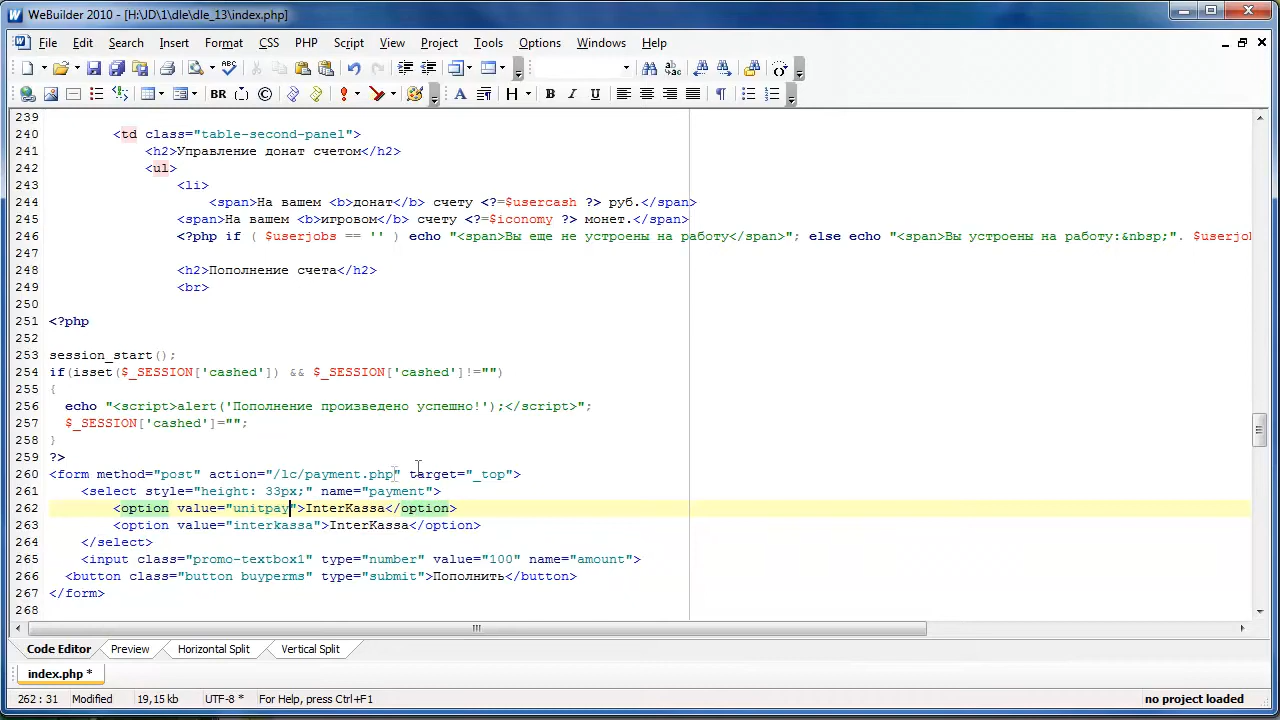 WeBuilder 2010 - [H:\JD\1\dle\dle_13\index.php]
File Edit Search Insert Format CSS PHP Script View Project Tools Options Windows Help
BR H B I U
239
240 <td class="table-second-panel">
241 <h2>Управление донат счетом</h2>
242 <ul>
243 <li>
244 <span>На вашем <b>донат</b> счету <?=$usercash ?> руб.</span>
245 <span>На вашем <b>игровом</b> счету <?=$iconomy ?> монет.</span>
246 <?php if ( $userjobs == '' ) echo "<span>Вы еще не устроены на работу</span>"; else echo "<span>Вы устроены на работу:&nbsp;". $userjo
247
248 <h2>Пополнение счета</h2>
249 <br>
250
251 <?php
252
253 session_start();
254 if(isset($_SESSION['cashed']) && $_SESSION['cashed']!="")
255 {
256 echo "<script>alert('Пополнение произведено успешно!');</script>";
257 $_SESSION['cashed']="";
258 }
259 ?>
260 <form method="post" action="/lc/payment.php" target="_top">
261 <select style="height: 33px;" name="payment">
262 <option value="unitpay">InterKassa</option>
263 <option value="interkassa">InterKassa</option>
264 </select>
265 <input class="promo-textbox1" type="number" value="100" name="amount">
266 <button class="button buyperms" type="submit">Пополнить</button>
267 </form>
268
Code Editor Preview Horizontal Split Vertical Split
index.php *
262 : 31 Modified 19,15 kb UTF-8 * For Help, press Ctrl+F1 no project loaded